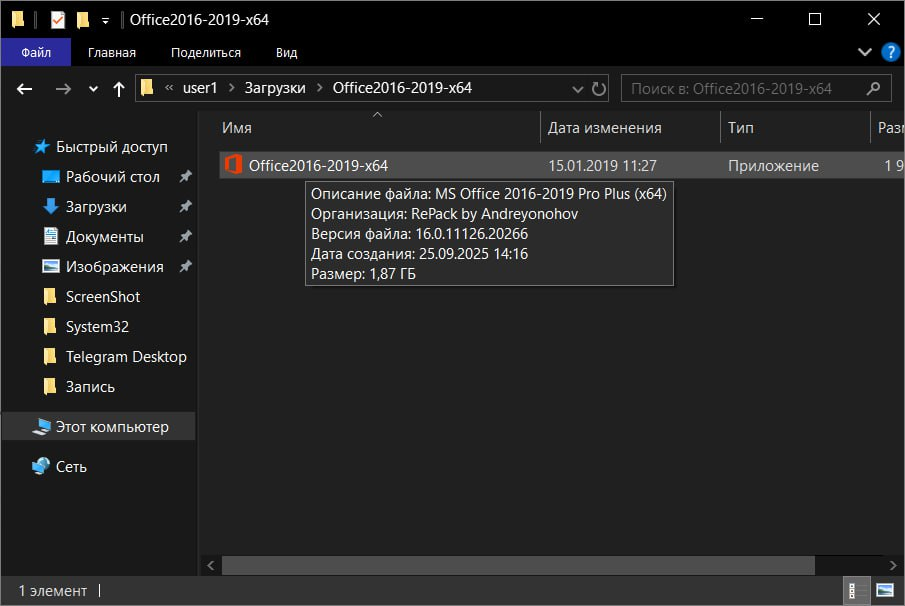 Office2016-2019-x64
Файл Главная Поделиться Вид
« user1 > Загрузки > Office2016-2019-x64 Поиск в: Office2016-2019-x64
Имя Дата изменения Тип Раз
Быстрый доступ
Рабочий стол
Загрузки
Документы
Изображения
ScreenShot
System32
Telegram Desktop
Запись
Этот компьютер
Сеть
Office2016-2019-x64 15.01.2019 11:27 Приложение 1 9
Описание файла: MS Office 2016-2019 Pro Plus (x64)
Организация: RePack by Andreyonohov
Версия файла: 16.0.11126.20266
Дата создания: 25.09.2025 14:16
Размер: 1,87 ГБ
1 элемент